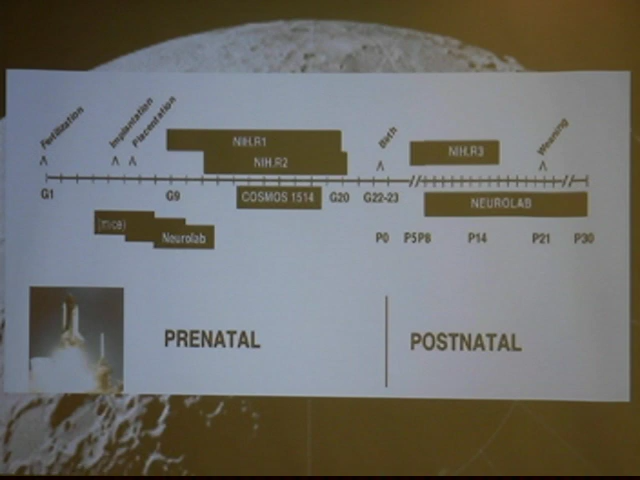 Fertilization
Implantation
Placentation
Birth
Weaning
NIH.R1
NIH.R2
NIH.R3
G1
G9
COSMOS 1514
G20
G22-23
NEUROLAB
(mice)
Neurolab
P0
P5
P8
P14
P21
P30
PRENATAL
POSTNATAL